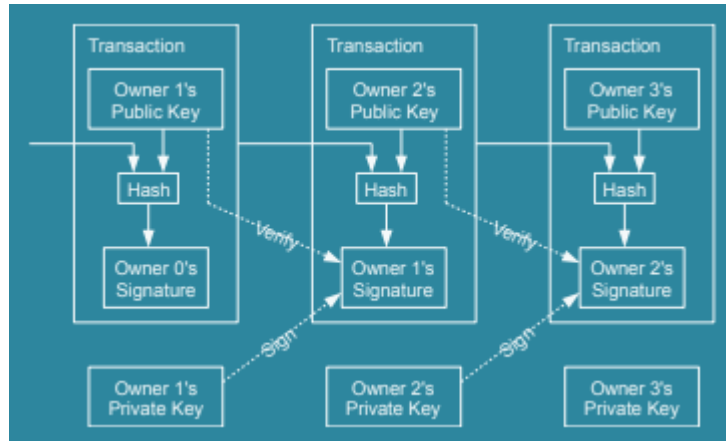 Transaction
Transaction
Transaction
Owner 1's
Public Key
Owner 2's
Public Key
Owner 3's
Public Key
Hash
Hash
Hash
Verify
Verify
Owner 0's
Signature
Owner 1's
Signature
Owner 2's
Signature
Sign
Sign
Owner 1's
Private Key
Owner 2's
Private Key
Owner 3's
Private Key